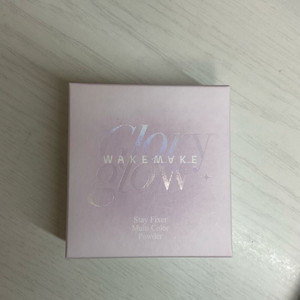 Glory
WAKEMAKE
glow
Stay Fixer
Multi Color
Powder